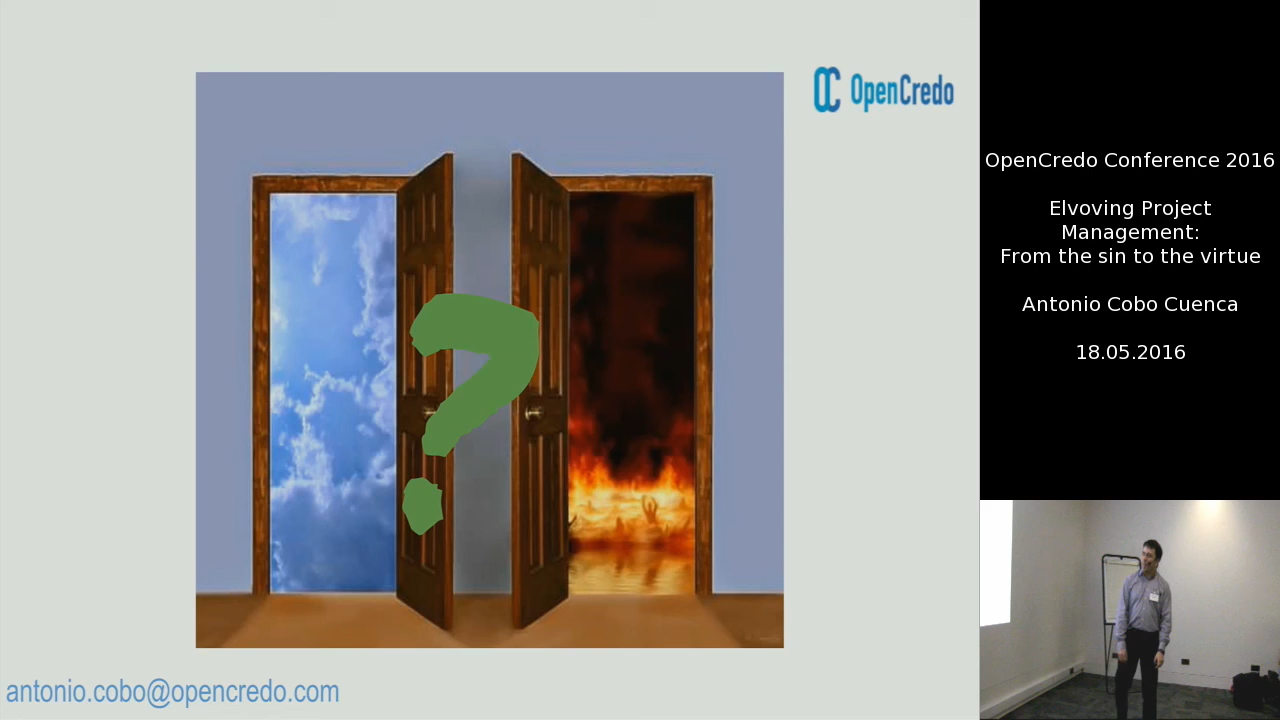 OpenCredo
antonio.cobo@opencredo.com
OpenCredo Conference 2016
Elvoving Project
Management:
From the sin to the virtue
Antonio Cobo Cuenca
18.05.2016
?